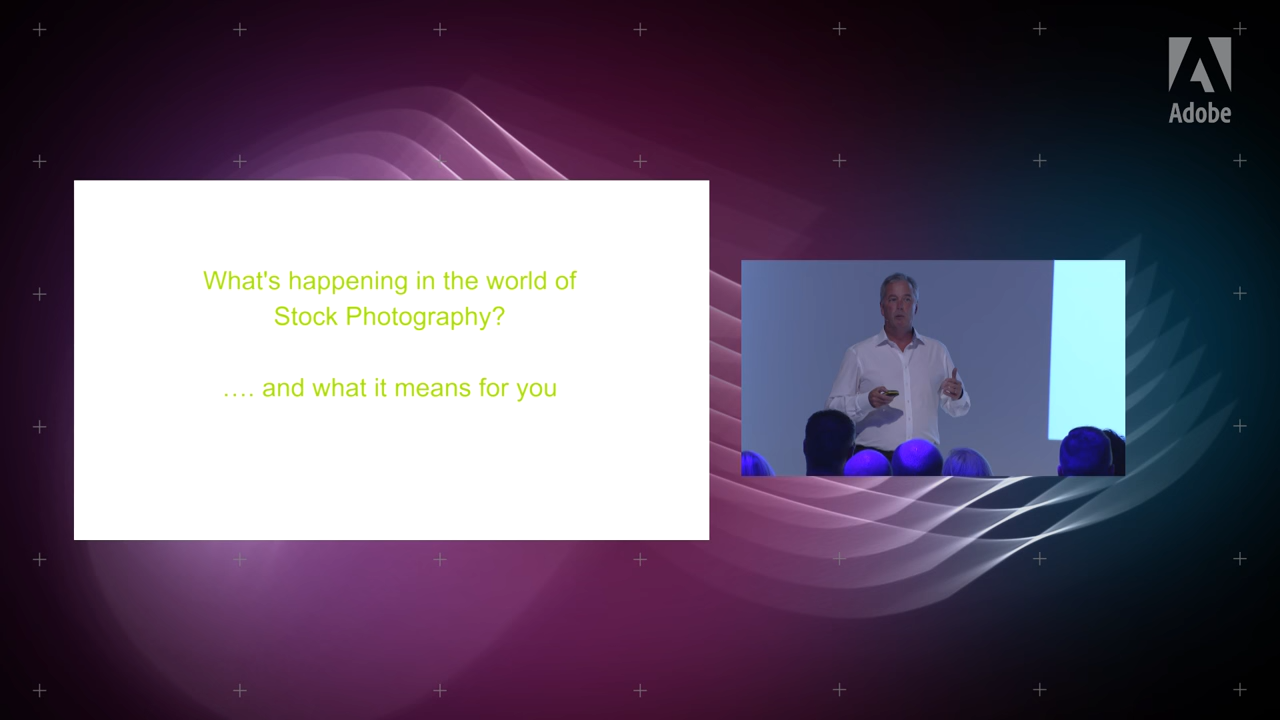 Adobe
What's happening in the world of
Stock Photography?
…. and what it means for you